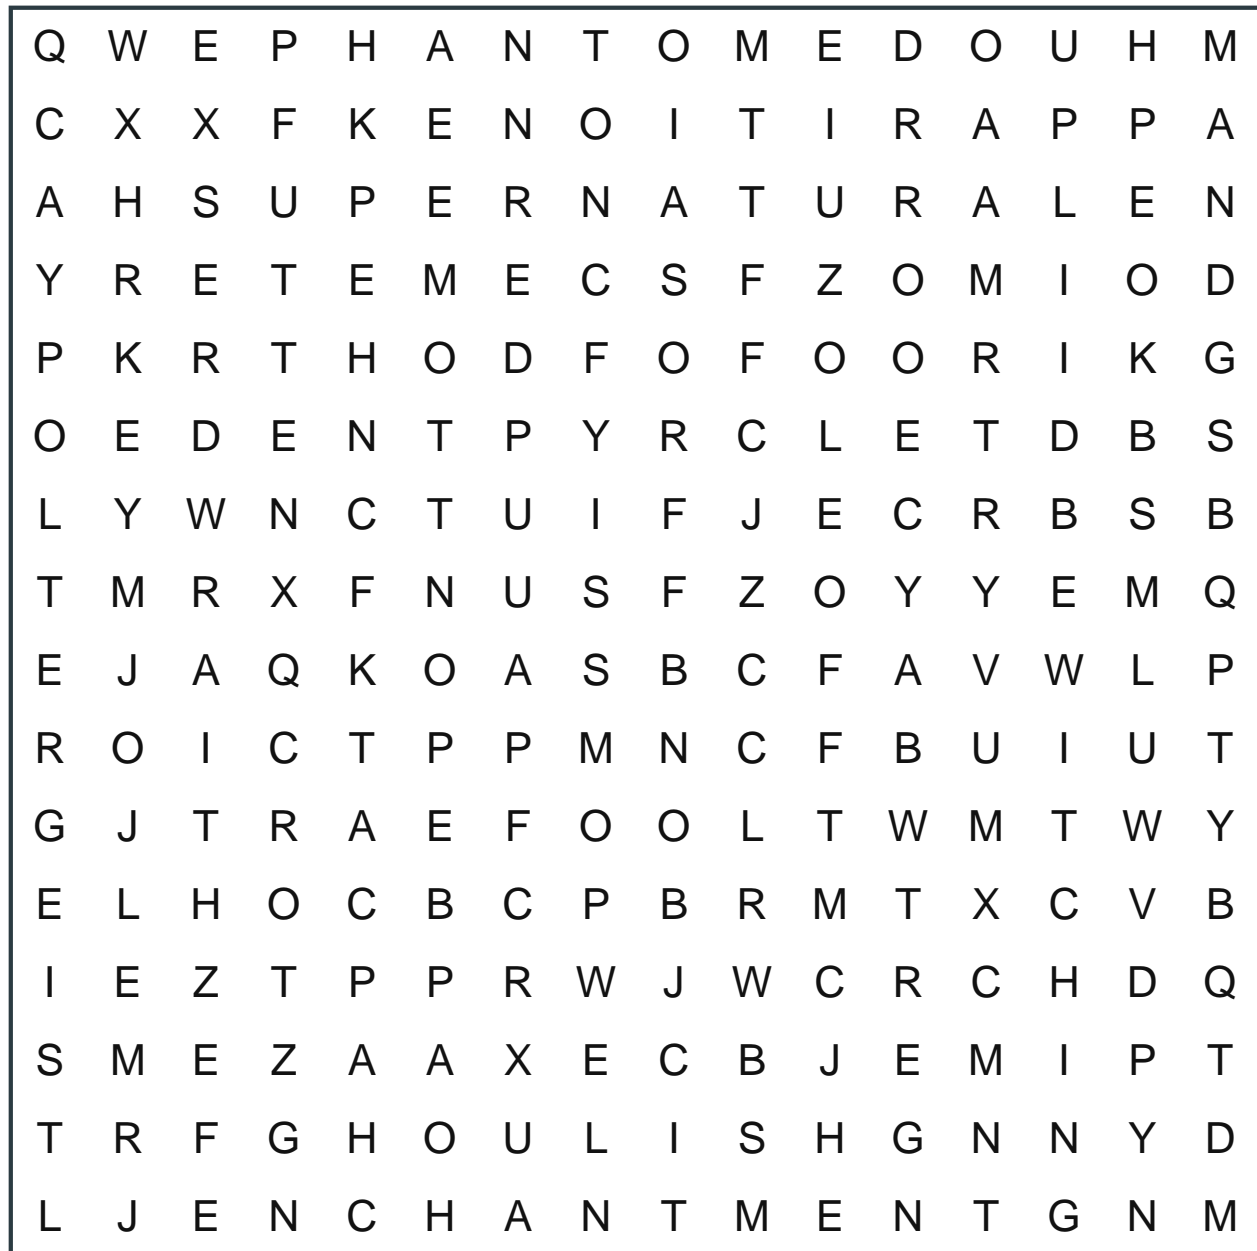 Q W E P H A N T O M E D O U H M
C X X F K E N O I T I R A P P A
A H S U P E R N A T U R A L E N
Y R E T E M E C S F Z O M I O D
P K R T H O D F O F O O R I K G
O E D E N T P Y R C L E T D B S
L Y W N C T U I F J E C R B S B
T M R X F N U S F Z O Y Y E M Q
E J A Q K O A S B C F A V W L P
R O I C T P P M N C F B U I U T
G J T R A E F O O L T W M T W Y
E L H O C B C P B R M T X C V B
I E Z T P P R W J W C R C H D Q
S M E Z A A X E C B J E M I P T
T R F G H O U L I S H G N N Y D
L J E N C H A N T M E N T G N M